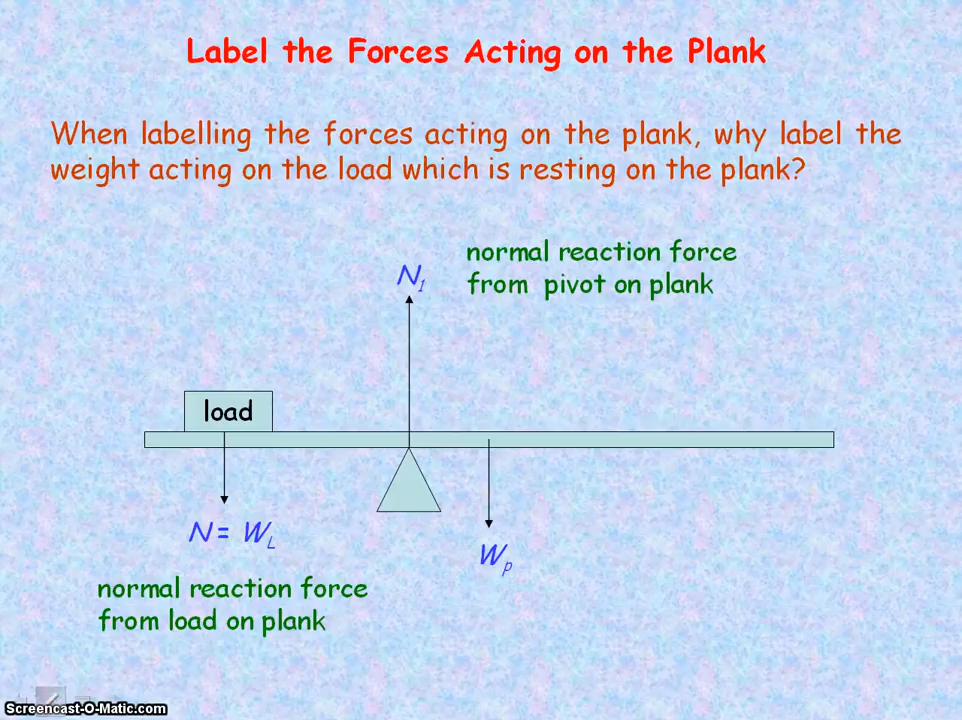 Label the Forces Acting on the Plank
When labelling the forces acting on the plank, why label the
weight acting on the load which is resting on the plank?
normal reaction force
from pivot on plank
N1
load
N = WL
Wp
normal reaction force
from load on plank
Screencast-O-Matic.com